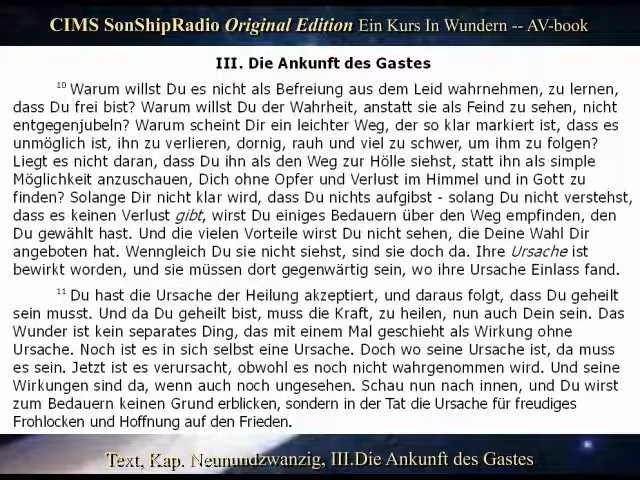 CIMS SonShipRadio Original Edition Ein Kurs In Wundern -- AV-book
III. Die Ankunft des Gastes
10 Warum willst Du es nicht als Befreiung aus dem Leid wahrnehmen, zu lernen,
dass Du frei bist? Warum willst Du der Wahrheit, anstatt sie als Feind zu sehen, nicht
entgegenjubeln? Warum scheint Dir ein leichter Weg, der so klar markiert ist, dass es
unmöglich ist, ihn zu verlieren, dornig, rauh und viel zu schwer, um ihm zu folgen?
Liegt es nicht daran, dass Du ihn als den Weg zur Hölle siehst, statt ihn als simple
Möglichkeit anzuschauen, Dich ohne Opfer und Verlust im Himmel und in Gott zu
finden? Solange Dir nicht klar wird, dass Du nichts aufgibst - solang Du nicht verstehst,
dass es keinen Verlust gibt, wirst Du einiges Bedauern über den Weg empfinden, den
Du gewählt hast. Und die vielen Vorteile wirst Du nicht sehen, die Deine Wahl Dir
angeboten hat. Wenngleich Du sie nicht siehst, sind sie doch da. Ihre Ursache ist
bewirkt worden, und sie müssen dort gegenwärtig sein, wo ihre Ursache Einlass fand.
11 Du hast die Ursache der Heilung akzeptiert, und daraus folgt, dass Du geheilt
sein musst. Und da Du geheilt bist, muss die Kraft, zu heilen, nun auch Dein sein. Das
Wunder ist kein separates Ding, das mit einem Mal geschieht als Wirkung ohne
Ursache. Noch ist es in sich selbst eine Ursache. Doch wo seine Ursache ist, da muss
es sein. Jetzt ist es verursacht, obwohl es noch nicht wahrgenommen wird. Und seine
Wirkungen sind da, wenn auch noch ungesehen. Schau nun nach innen, und Du wirst
zum Bedauern keinen Grund erblicken, sondern in der Tat die Ursache für freudiges
Frohlocken und Hoffnung auf den Frieden.
Text, Kap. Neunundzwanzig, III.Die Ankunft des Gastes